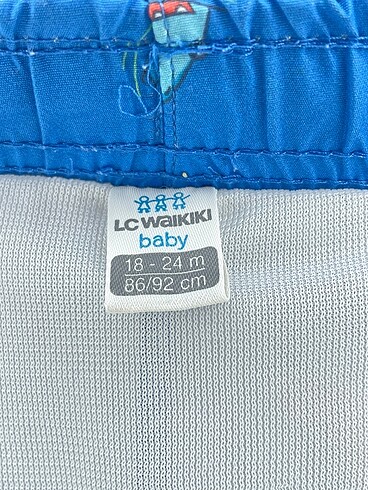 LC WAIKIKI
baby
18 - 24 m
86/92 cm